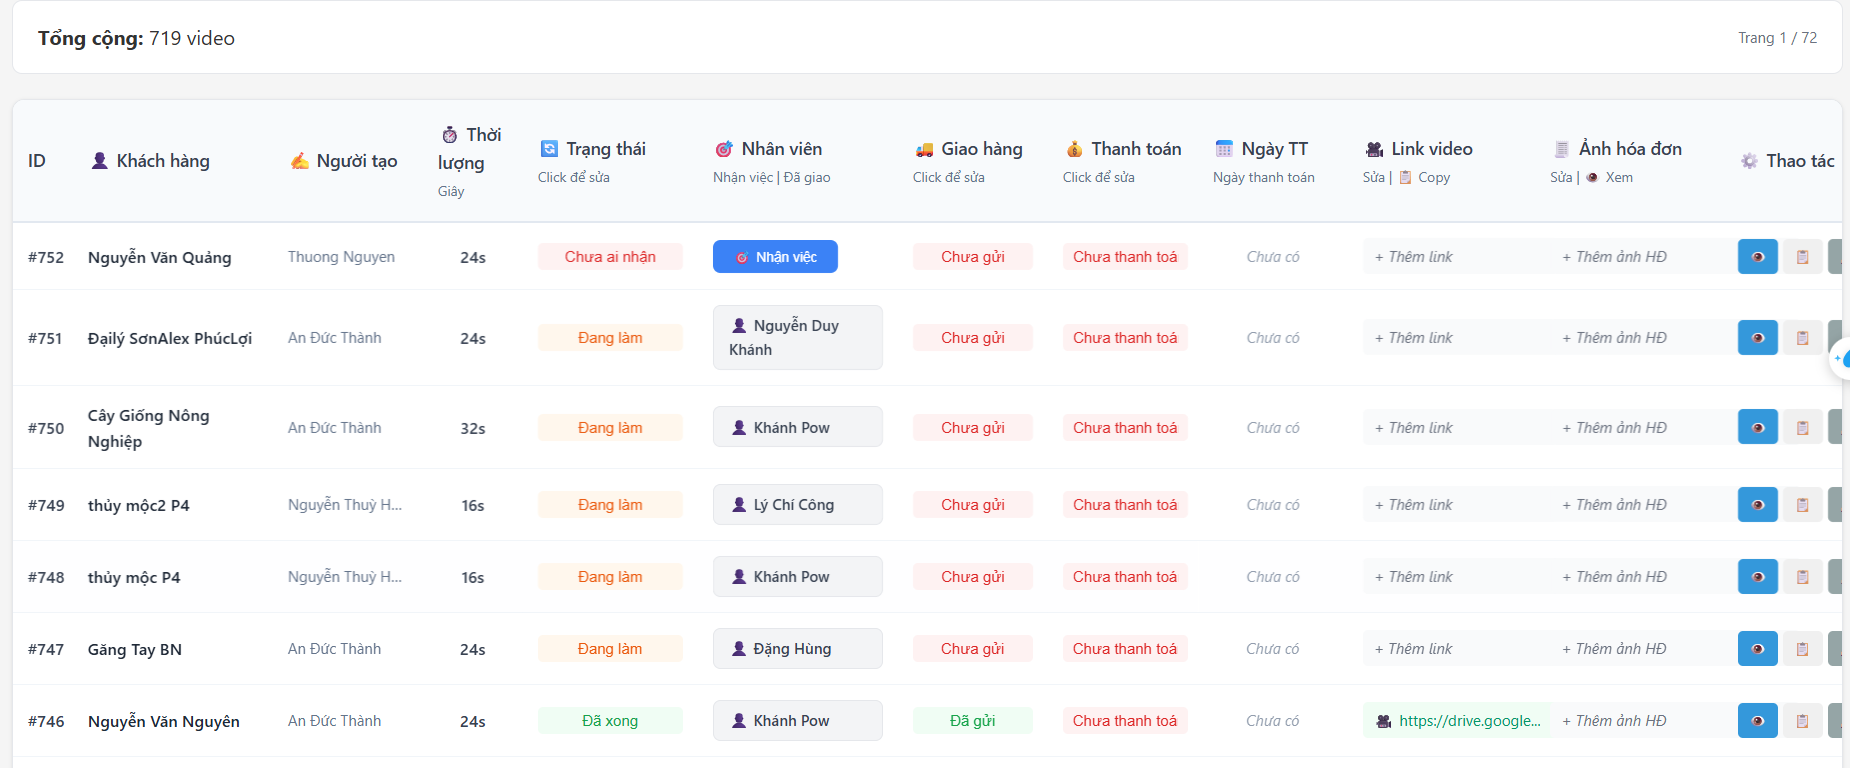 Tổng cộng: 719 video
Trang 1 / 72
ID
Khách hàng
Người tạo
Thời lượng
Giây
Trạng thái
Click để sửa
Nhân viên
Nhận việc | Đã giao
Giao hàng
Click để sửa
Thanh toán
Click để sửa
Ngày TT
Ngày thanh toán
Link video
Sửa | Copy
Ảnh hóa đơn
Sửa | Xem
Thao tác
#752 Nguyễn Văn Quảng Thuong Nguyen 24s Chưa ai nhận Nhận việc Chưa gửi Chưa thanh toá Chưa có + Thêm link + Thêm ảnh HĐ
#751 Đạilý SơnAlex PhúcLợi An Đức Thành 24s Đang làm Nguyễn Duy Khánh Chưa gửi Chưa thanh toá Chưa có + Thêm link + Thêm ảnh HĐ
#750 Cây Giống Nông Nghiệp An Đức Thành 32s Đang làm Khánh Pow Chưa gửi Chưa thanh toá Chưa có + Thêm link + Thêm ảnh HĐ
#749 thủy mộc2 P4 Nguyễn Thuỳ H... 16s Đang làm Lý Chí Công Chưa gửi Chưa thanh toá Chưa có + Thêm link + Thêm ảnh HĐ
#748 thủy mộc P4 Nguyễn Thuỳ H... 16s Đang làm Khánh Pow Chưa gửi Chưa thanh toá Chưa có + Thêm link + Thêm ảnh HĐ
#747 Găng Tay BN An Đức Thành 24s Đang làm Đặng Hùng Chưa gửi Chưa thanh toá Chưa có + Thêm link + Thêm ảnh HĐ
#746 Nguyễn Văn Nguyên An Đức Thành 24s Đã xong Khánh Pow Đã gửi Chưa thanh toá Chưa có https://drive.google... + Thêm ảnh HĐ